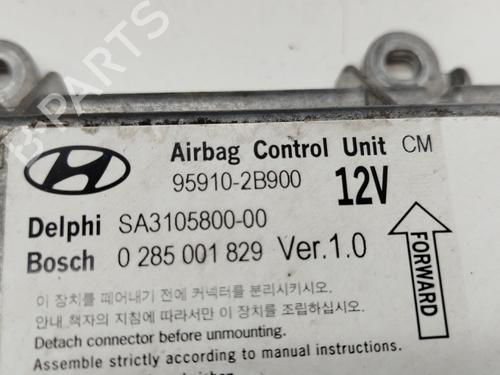 Airbag Control Unit CM
95910-2B900 12V
Delphi SA3105800-00
Bosch 0 285 001 829 Ver.1.0
FORWARD
이 장치를 떼어내기 전에 커넥터를 분리시키시오.
안내 책자의 지침에 따라서만 이 장치를 조립하십시오.
Detach connector before unmounting.
Assemble strictly according to manual instructions.
B-Parts